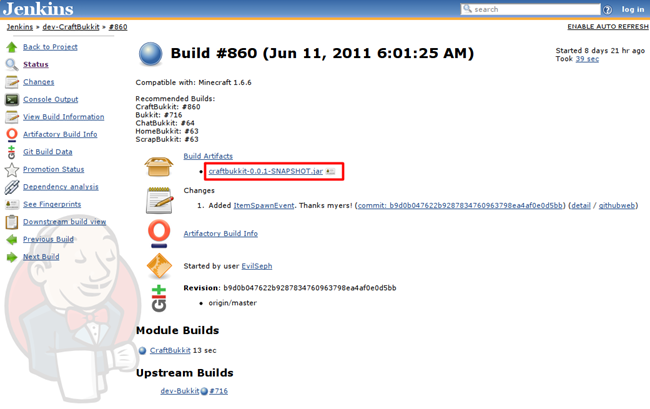 Jenkins
search
log in
Jenkins » dev-CraftBukkit » #860
ENABLE AUTO REFRESH
Back to Project
Status
Changes
Console Output
View Build Information
Artifactory Build Info
Git Build Data
Promotion Status
Dependency analysis
See Fingerprints
Downstream build view
Previous Build
Next Build
Build #860 (Jun 11, 2011 6:01:25 AM)
Started 8 days 21 hr ago
Took 39 sec
Compatible with: Minecraft 1.6.6
Recommended Builds:
CraftBukkit: #860
Bukkit: #716
ChatBukkit: #64
HomeBukkit: #63
ScrapBukkit: #63
Build Artifacts
craftbukkit-0.0.1-SNAPSHOT.jar
Changes
1. Added ItemSpawnEvent. Thanks myers! (commit: b9d0b047622b9287834760963798ea4af0e0d5bb) (detail / githubweb)
Artifactory Build Info
Started by user EvilSeph
git
Revision: b9d0b047622b9287834760963798ea4af0e0d5bb
origin/master
Module Builds
CraftBukkit 13 sec
Upstream Builds
dev-Bukkit #716